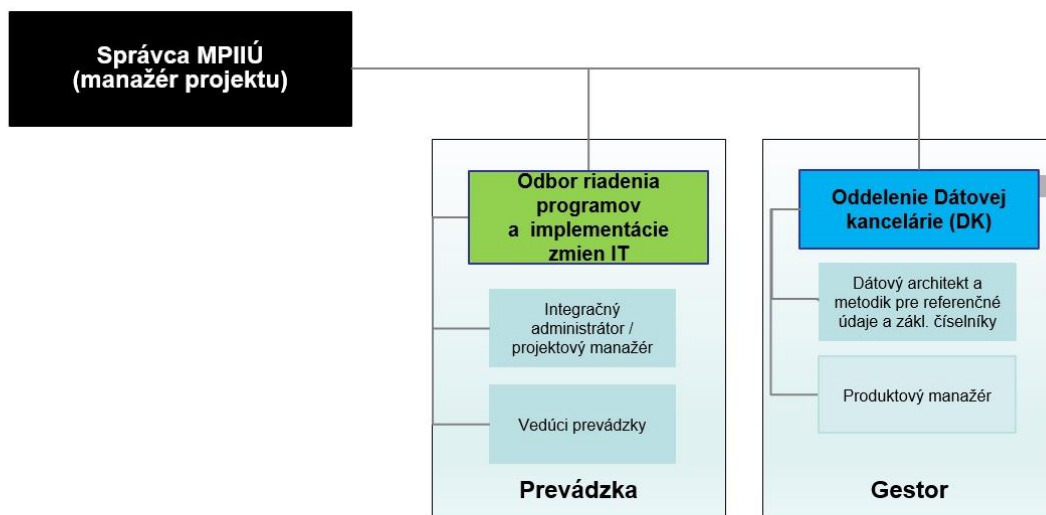 Správca MPIIÚ
(manažér projektu)
Odbor riadenia
programov
a implementácie
zmien IT
Integračný
administrátor /
projektový manažér
Vedúci prevádzky
Prevádzka
Oddelenie Dátovej
kancelárie (DK)
Dátový architekt a
metodik pre referenčné
údaje a zákl. číselníky
Produktový manažér
Gestor